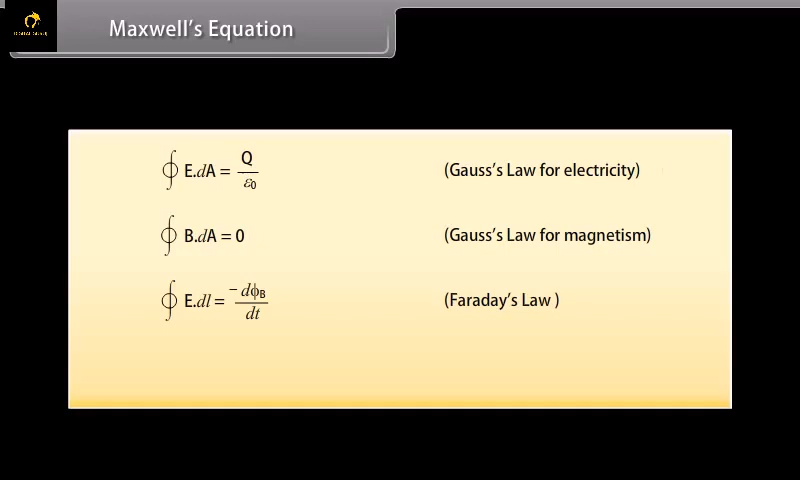 Maxwell's Equation
∮ E.dA = Q/ε0 (Gauss's Law for electricity)
∮ B.dA = 0 (Gauss's Law for magnetism)
∮ E.dl = −dϕB/dt (Faraday's Law )